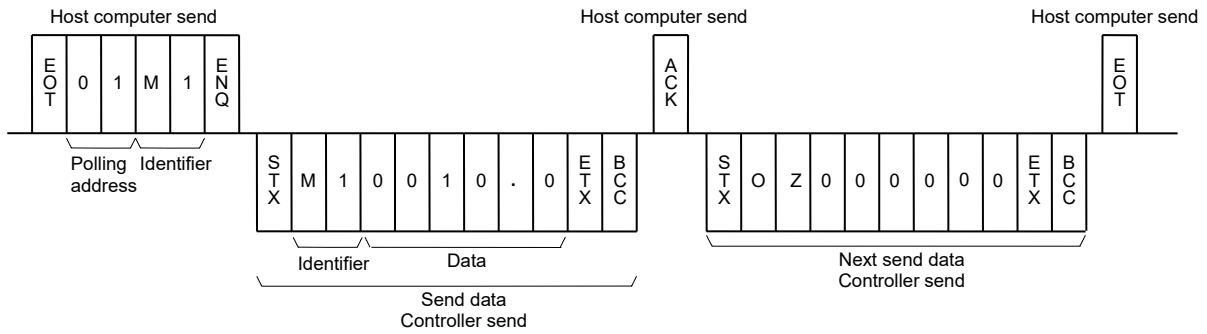 Host computer send
Host computer send
Host computer send
EOT 0 1 M 1 ENQ
ACK
EOT
Polling address
Identifier
STX M 1 0 0 1 0 . 0 ETX BCC
STX O Z 0 0 0 0 0 0 ETX BCC
Identifier
Data
Next send data
Controller send
Send data
Controller send